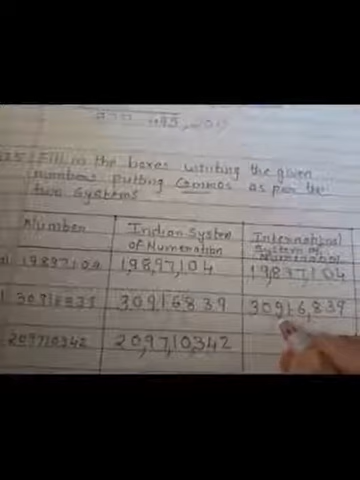 Q.5 Fill in the boxes writing the given
numbers putting Commas as per the
two systems
Number Indian System of Numeration International System of Numeration
19897104 1,98,97,104 19,897,104
30916839 3,09,16,839 30,916,839
209710342 20,97,10,342